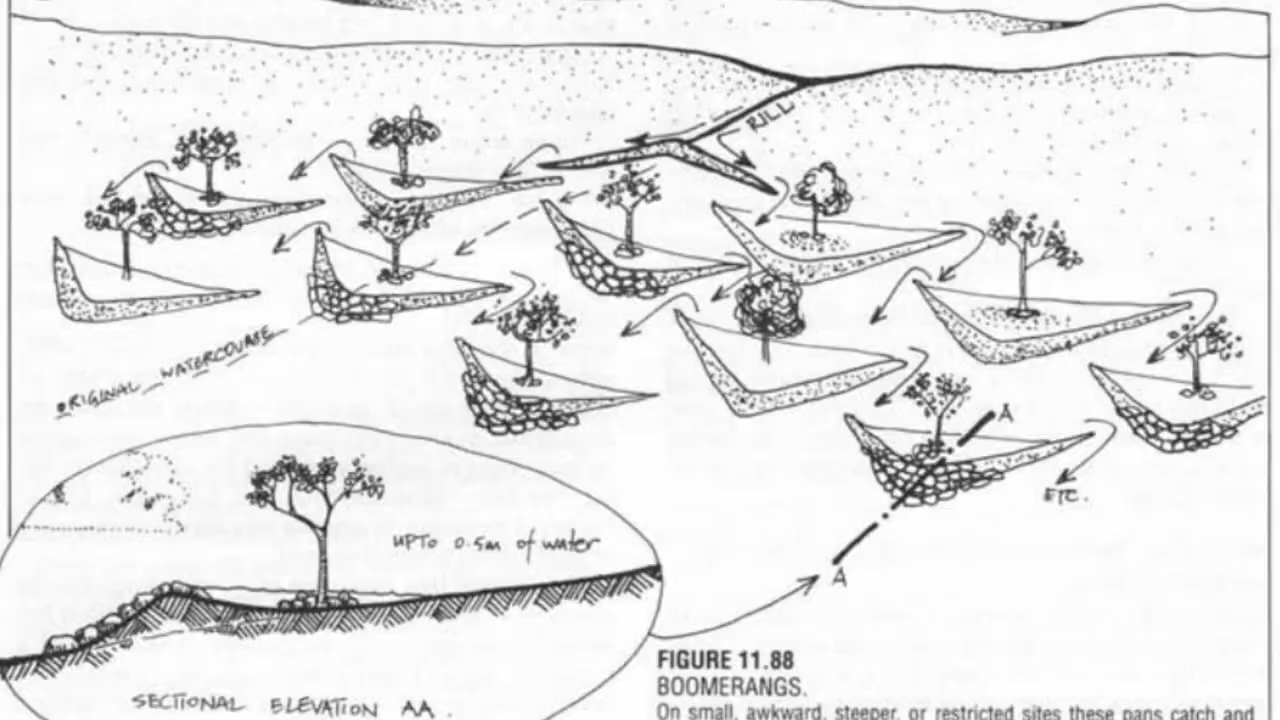 RILL
ORIGINAL WATERCOURSE
A
ETC.
UPTO 0.5m of water
A
SECTIONAL ELEVATION AA.
FIGURE 11.88
BOOMERANGS.
On small, awkward, steeper, or restricted sites these pans catch and